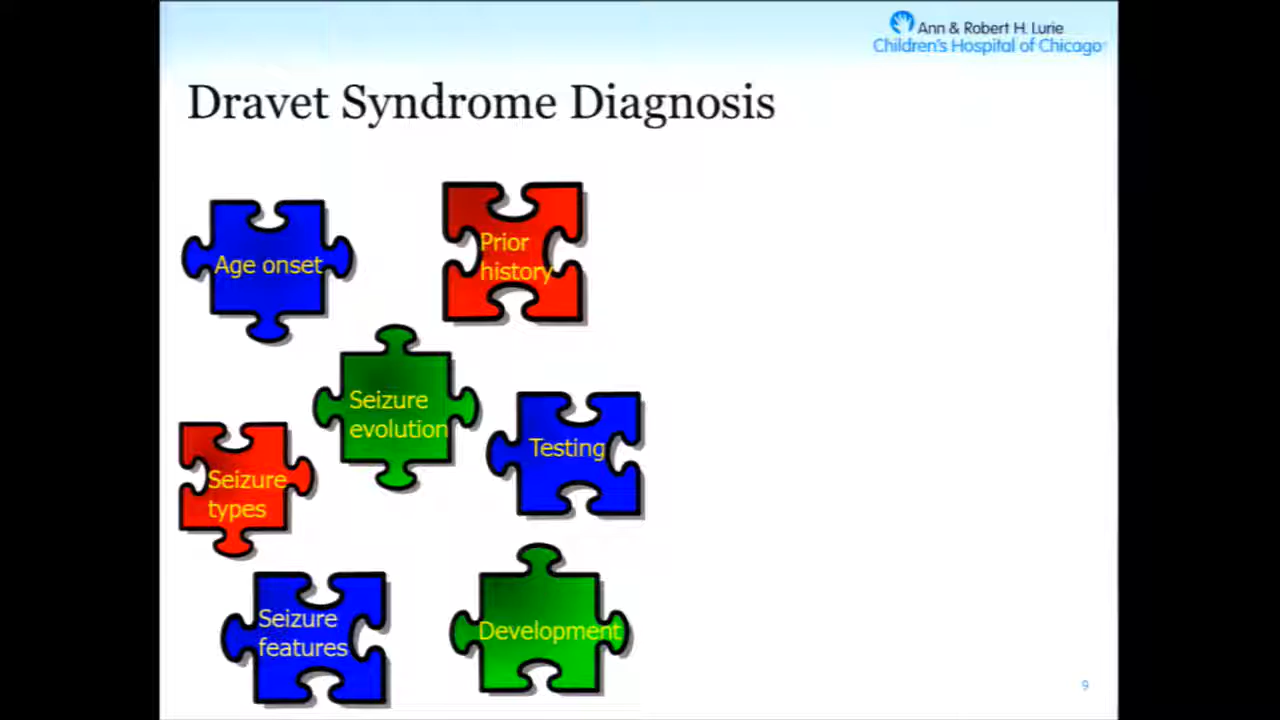 Ann & Robert H. Lurie
Children's Hospital of Chicago
Dravet Syndrome Diagnosis
Age onset
Prior
history
Seizure
evolution
Testing
Seizure
types
Seizure
features
Development
9